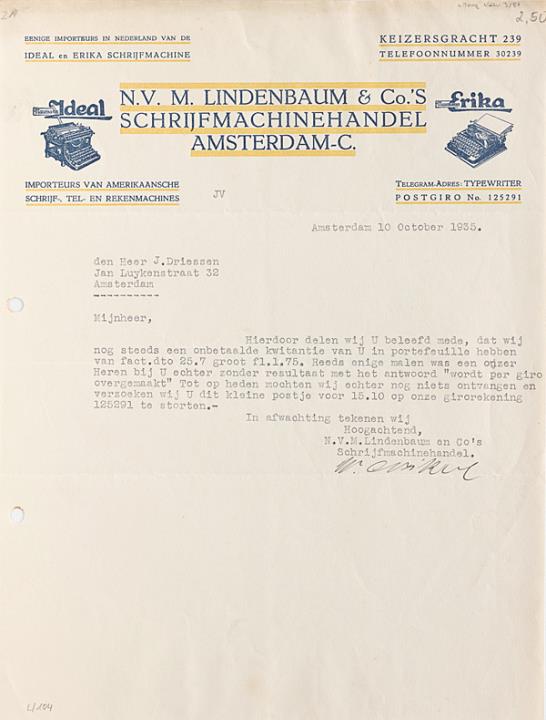 2,50
EENIGE IMPORTEURS IN NEDERLAND VAN DE
IDEAL en ERIKA SCHRIJFMACHINE
KEIZERSGRACHT 239
TELEFOONNUMMER 30239
Ideal
N.V. M. LINDENBAUM & Co.'S
SCHRIJFMACHINEHANDEL
AMSTERDAM-C.
Erika
IMPORTEURS VAN AMERIKAANSCHE
SCHRIJF-, TEL- EN REKENMACHINES
TELEGRAM-ADRES: TYPEWRITER
POSTGIRO No. 125291
JV
Amsterdam 10 October 1935.
den Heer J.Driessen
Jan Luykenstraat 32
Amsterdam
----------
Mijnheer,
Hierdoor delen wij U beleefd mede, dat wij
nog steeds een onbetaalde kwitantie van U in portefeuille hebben
van fact.dto 25.7 groot fl.1.75. Reeds enige malen was een onzer
Heren bij U echter zonder resultaat met het antwoord "wordt per giro
overgemaakt" Tot op heden mochten wij echter nog niets ontvangen en
verzoeken wij U dit kleine postje voor 15.10 op onze girorekening
125291 te storten.-
In afwachting tekenen wij
Hoogachtend,
N.V.M.Lindenbaum en Co's
Schrijfmachinehandel.
L/104